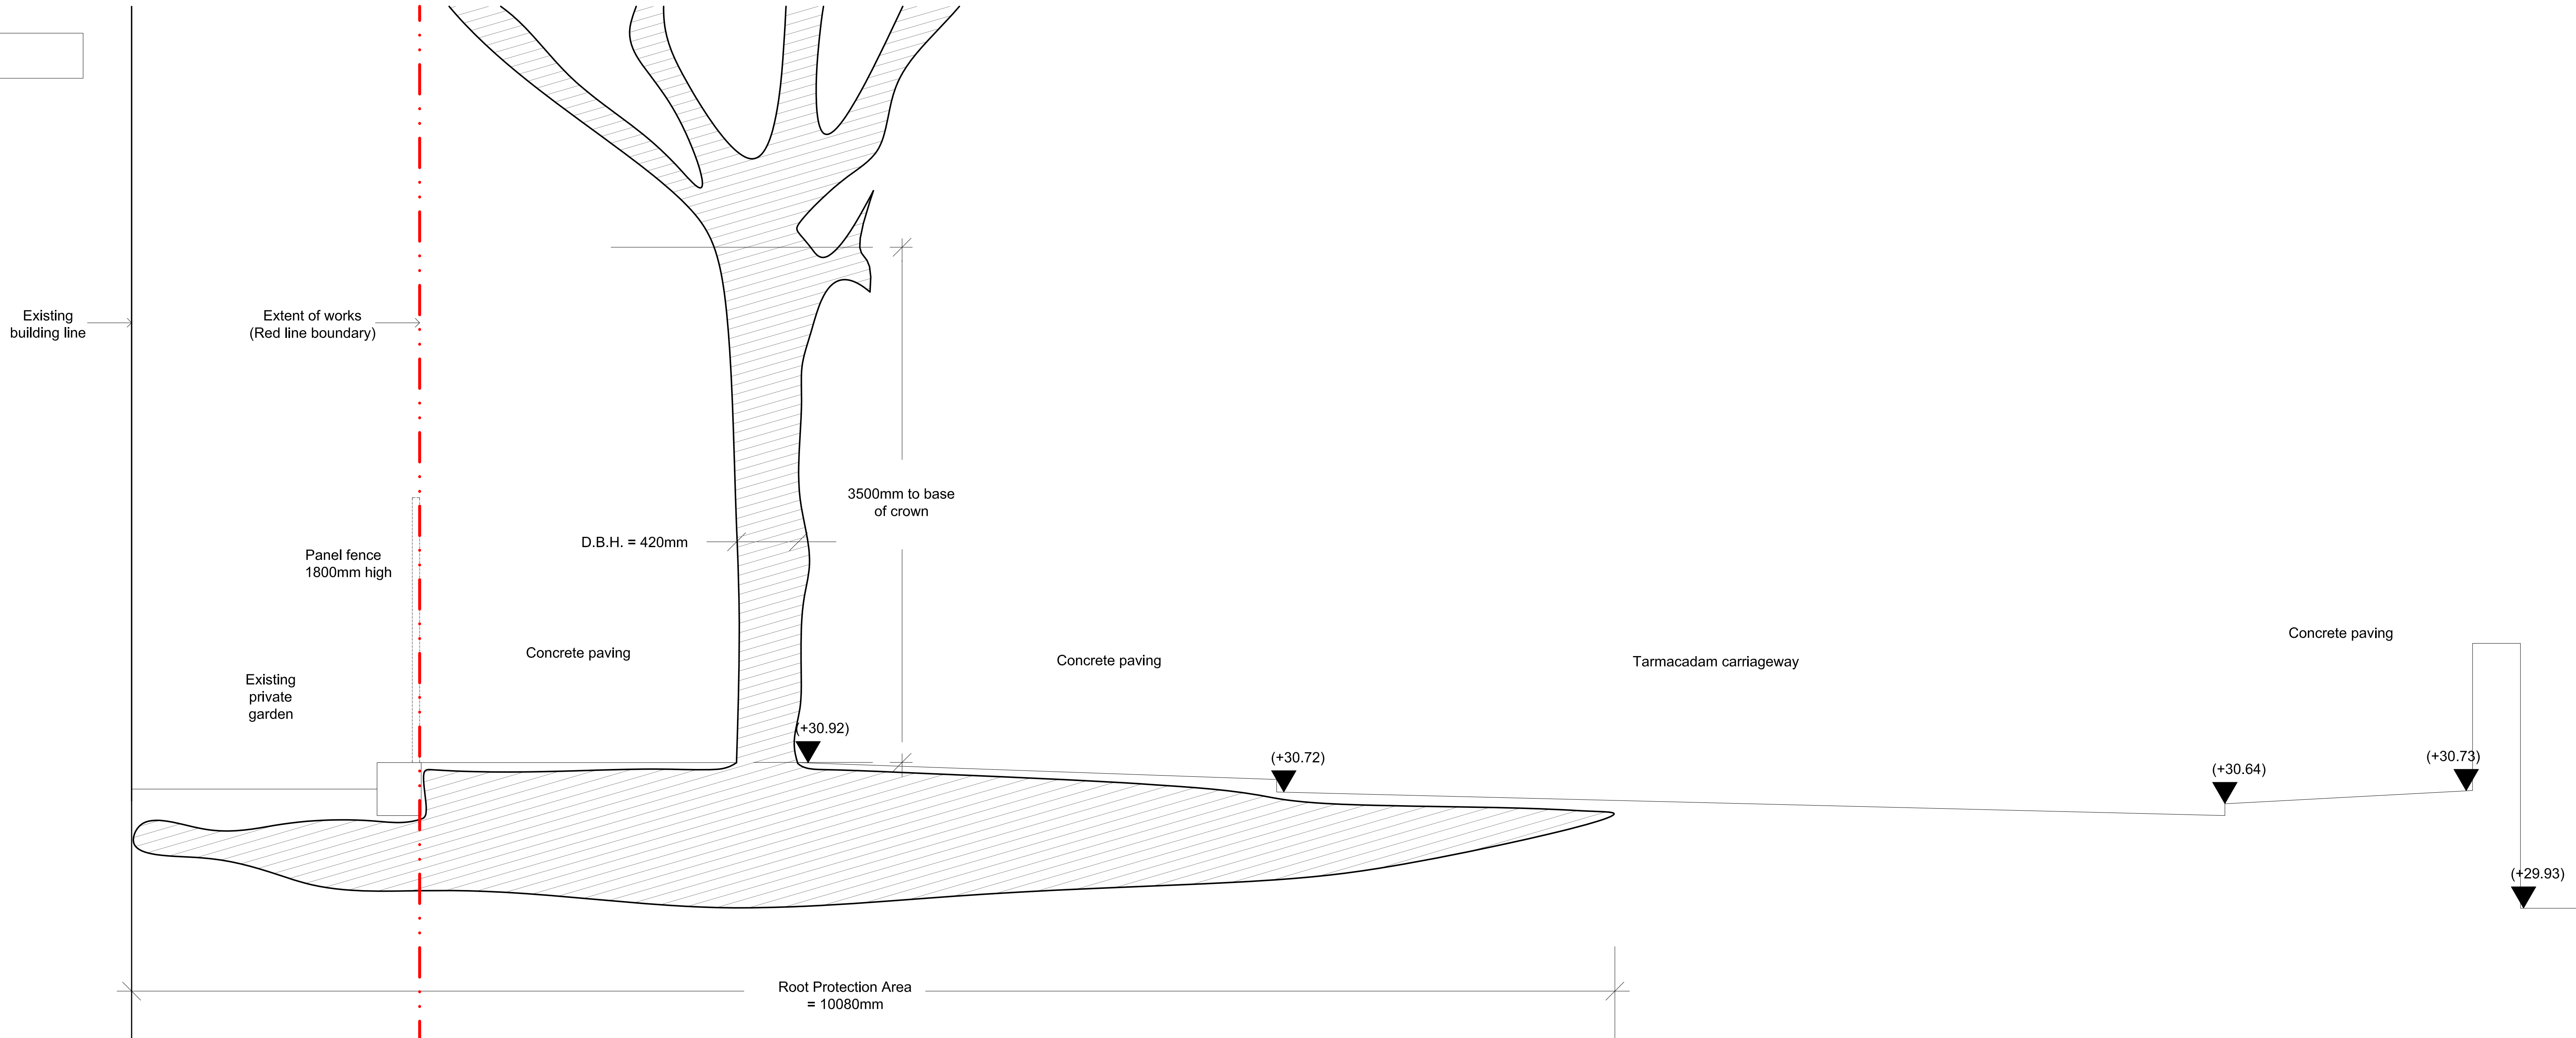 Existing
building line
Extent of works
(Red line boundary)
3500mm to base
of crown
D.B.H. = 420mm
Panel fence
1800mm high
Concrete paving
Concrete paving
Tarmacadam carriageway
Concrete paving
Existing
private
garden
(+30.92)
(+30.72)
(+30.64)
(+30.73)
(+29.93)
Root Protection Area
= 10080mm